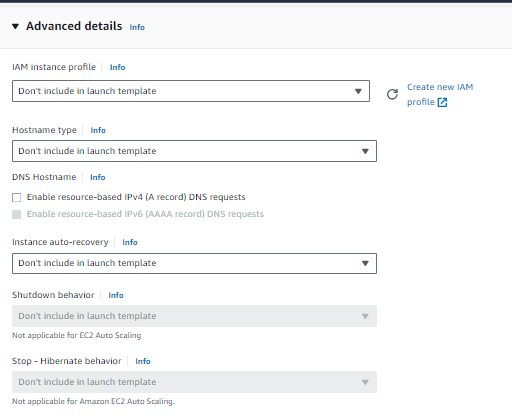 Advanced details Info
IAM instance profile Info
Don't include in launch template
Create new IAM
profile
Hostname type Info
Don't include in launch template
DNS Hostname Info
Enable resource-based IPv4 (A record) DNS requests
Enable resource-based IPv6 (AAAA record) DNS requests
Instance auto-recovery Info
Don't include in launch template
Shutdown behavior Info
Don't include in launch template
Not applicable for EC2 Auto Scaling
Stop - Hibernate behavior Info
Don't include in launch template
Not applicable for Amazon EC2 Auto Scaling.